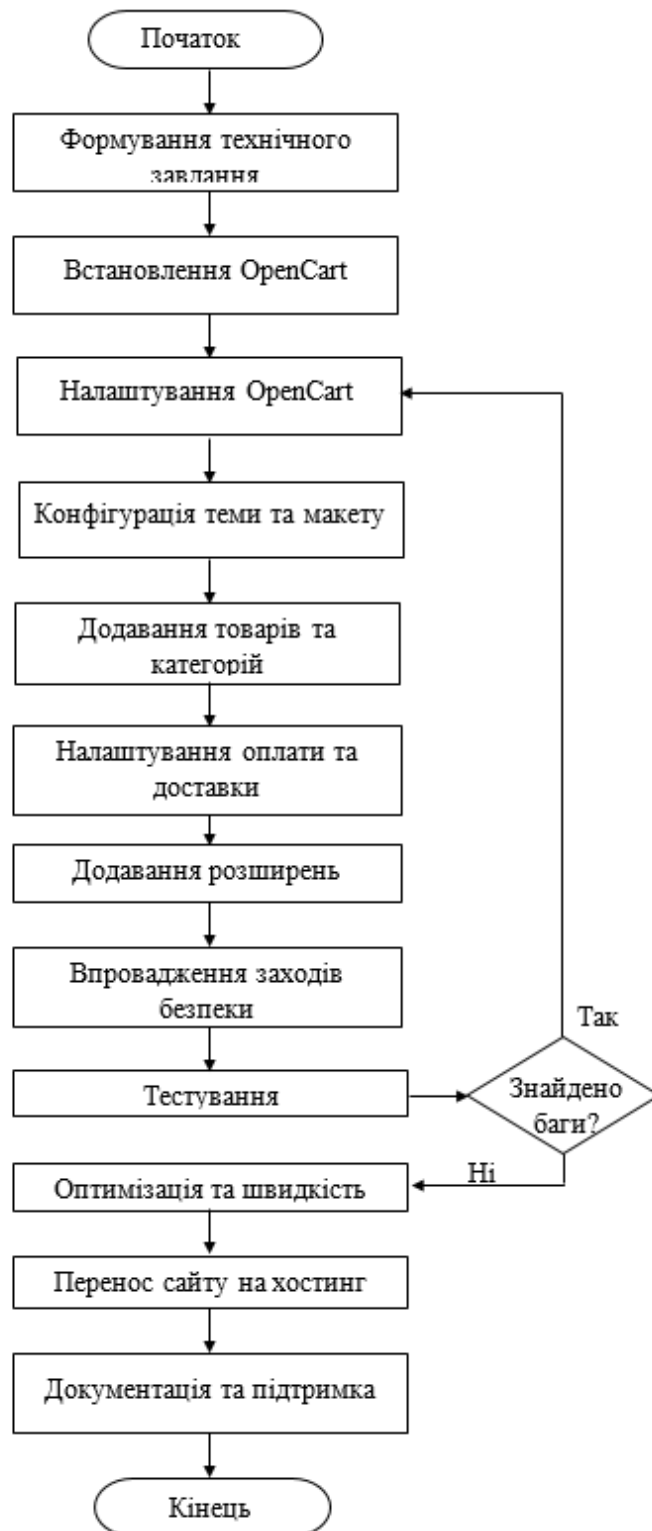 Початок
Формування технічного
завдання
Встановлення OpenCart
Налаштування OpenCart
Конфігурація теми та макету
Додавання товарів та
категорій
Налаштування оплати та
доставки
Додавання розширень
Впровадження заходів
безпеки
Тестування
Знайдено
баги?
Так
Ні
Оптимізація та швидкість
Перенос сайту на хостинг
Документація та підтримка
Кінець